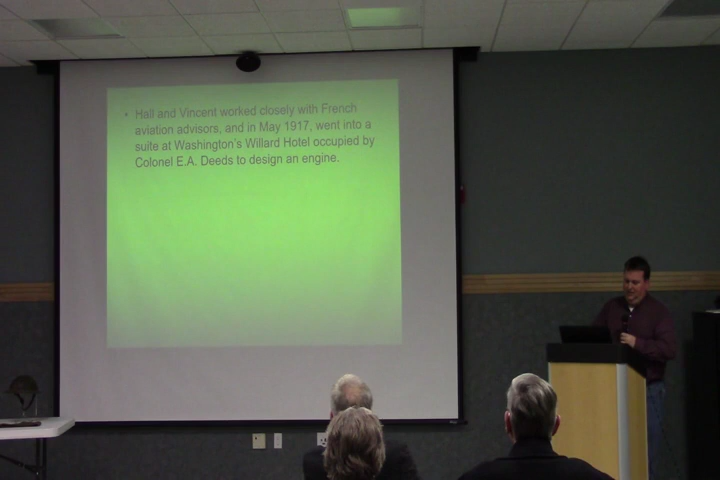 • Hall and Vincent worked closely with French
aviation advisors, and in May 1917, went into a
suite at Washington's Willard Hotel occupied by
Colonel E.A. Deeds to design an engine.